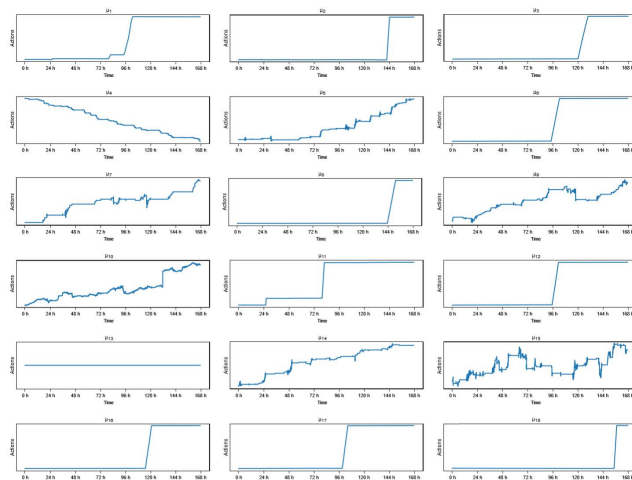 μ₁ μ₂ μ₃
Actions Actions Actions
0 h 24 h 48 h 72 h 96 h 120 h 144 h 168 h 0 h 24 h 48 h 72 h 96 h 120 h 144 h 168 h 0 h 24 h 48 h 72 h 96 h 120 h 144 h 168 h
Time Time Time
μ₄ μ₅ μ₆
Actions Actions Actions
0 h 24 h 48 h 72 h 96 h 120 h 144 h 168 h 0 h 24 h 48 h 72 h 96 h 120 h 144 h 168 h 0 h 24 h 48 h 72 h 96 h 120 h 144 h 168 h
Time Time Time
μ₇ μ₈ μ₉
Actions Actions Actions
0 h 24 h 48 h 72 h 96 h 120 h 144 h 168 h 0 h 24 h 48 h 72 h 96 h 120 h 144 h 168 h 0 h 24 h 48 h 72 h 96 h 120 h 144 h 168 h
Time Time Time
μ₁₀ μ₁₁ μ₁₂
Actions Actions Actions
0 h 24 h 48 h 72 h 96 h 120 h 144 h 168 h 0 h 24 h 48 h 72 h 96 h 120 h 144 h 168 h 0 h 24 h 48 h 72 h 96 h 120 h 144 h 168 h
Time Time Time
μ₁₃ μ₁₄ μ₁₅
Actions Actions Actions
0 h 24 h 48 h 72 h 96 h 120 h 144 h 168 h 0 h 24 h 48 h 72 h 96 h 120 h 144 h 168 h 0 h 24 h 48 h 72 h 96 h 120 h 144 h 168 h
Time Time Time
μ₁₆ μ₁₇ μ₁₈
Actions Actions Actions
0 h 24 h 48 h 72 h 96 h 120 h 144 h 168 h 0 h 24 h 48 h 72 h 96 h 120 h 144 h 168 h 0 h 24 h 48 h 72 h 96 h 120 h 144 h 168 h
Time Time Time